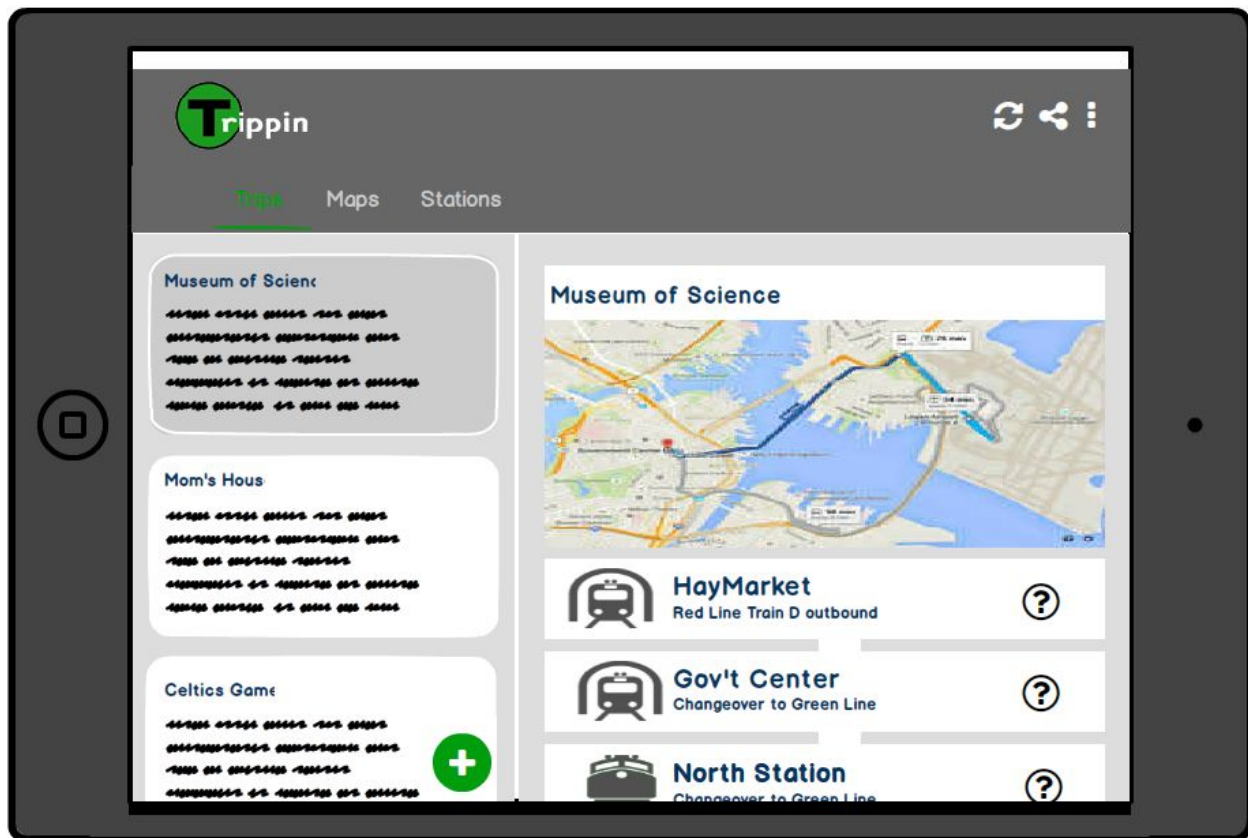 Trippin
Trips Maps Stations
Museum of Scienc
Mom's Hous
Celtics Game
Museum of Science
HayMarket
Red Line Train D outbound
Gov't Center
Changeover to Green Line
North Station
Changeover to Green Line